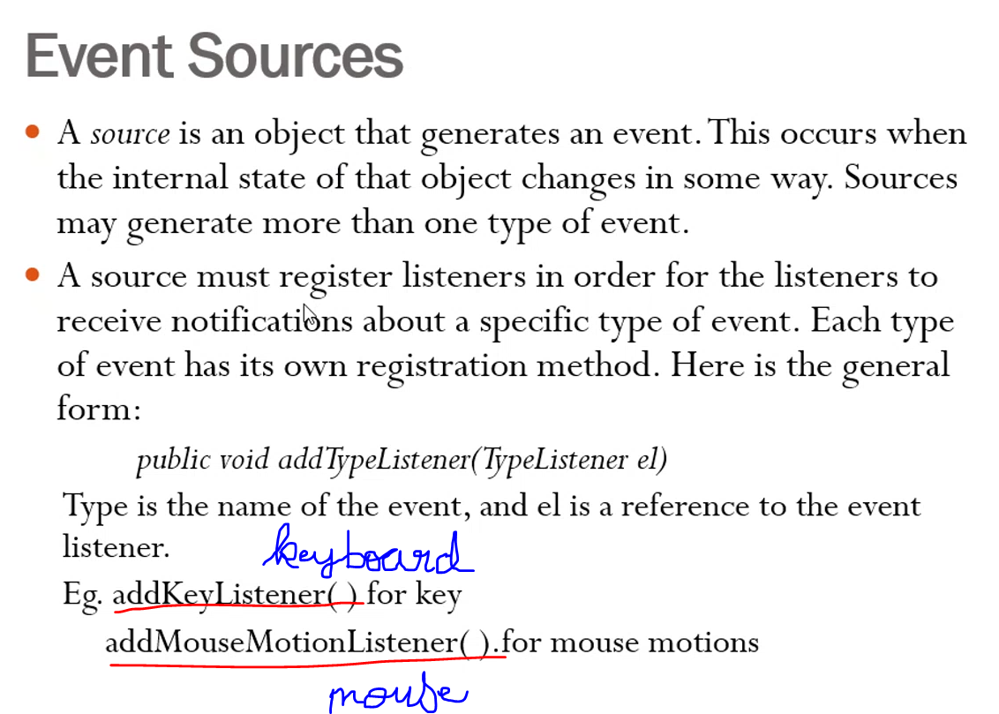 Event Sources
• A source is an object that generates an event. This occurs when
the internal state of that object changes in some way. Sources
may generate more than one type of event.
• A source must register listeners in order for the listeners to
receive notifications about a specific type of event. Each type
of event has its own registration method. Here is the general
form:
public void addTypeListener(TypeListener el)
Type is the name of the event, and el is a reference to the event
listener.
keyboard
Eg. addKeyListener( ) for key
addMouseMotionListener( ).for mouse motions
mouse